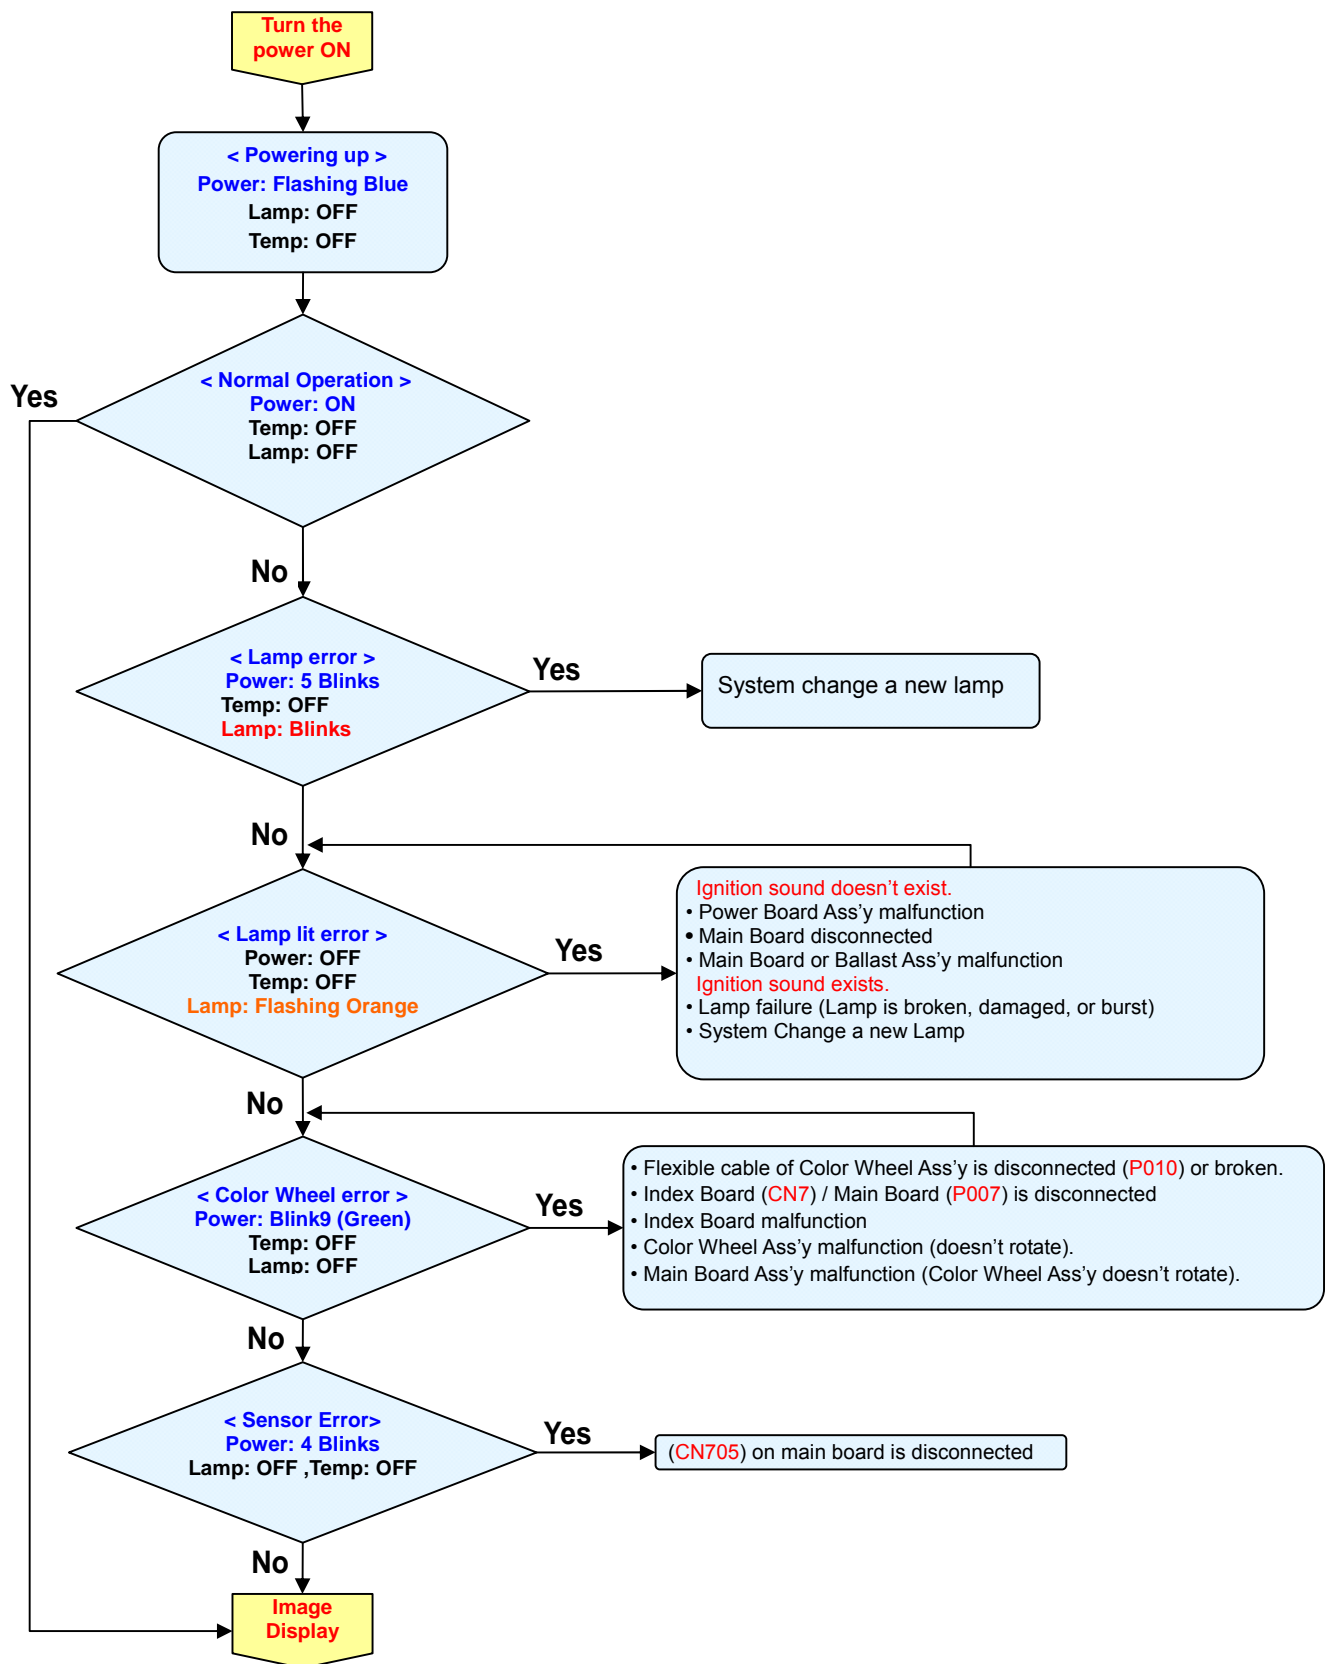 Turn the
power ON
< Powering up >
Power: Flashing Blue
Lamp: OFF
Temp: OFF
< Normal Operation >
Power: ON
Temp: OFF
Lamp: OFF
Yes
No
< Lamp error >
Power: 5 Blinks
Temp: OFF
Lamp: Blinks
Yes
System change a new lamp
No
< Lamp lit error >
Power: OFF
Temp: OFF
Lamp: Flashing Orange
Yes
Ignition sound doesn’t exist.
• Power Board Ass’y malfunction
• Main Board disconnected
• Main Board or Ballast Ass’y malfunction
Ignition sound exists.
• Lamp failure (Lamp is broken, damaged, or burst)
• System Change a new Lamp
No
< Color Wheel error >
Power: Blink9 (Green)
Temp: OFF
Lamp: OFF
Yes
• Flexible cable of Color Wheel Ass’y is disconnected (P010) or broken.
• Index Board (CN7) / Main Board (P007) is disconnected
• Index Board malfunction
• Color Wheel Ass’y malfunction (doesn’t rotate).
• Main Board Ass’y malfunction (Color Wheel Ass’y doesn’t rotate).
No
< Sensor Error>
Power: 4 Blinks
Lamp: OFF ,Temp: OFF
Yes
(CN705) on main board is disconnected
No
Image
Display